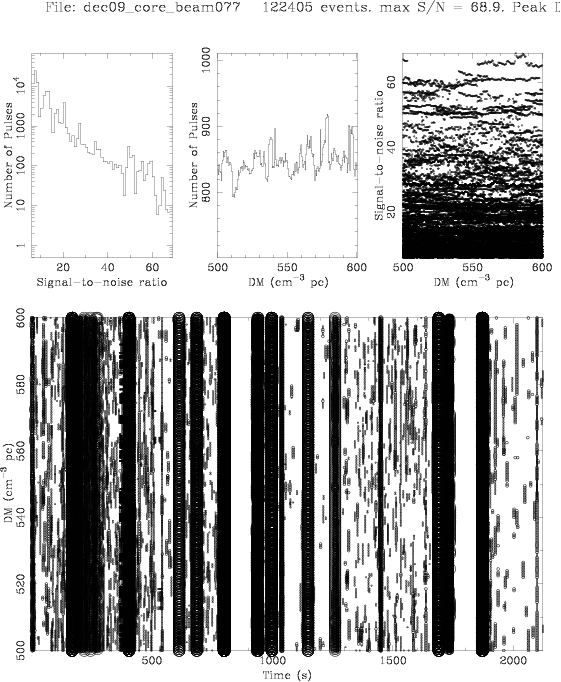 File: dec09_core_beam077 122405 events. max S/N = 68.9. Peak
Number of Pulses
10⁴
1000
100
10
1
20 40 60
Signal-to-noise ratio
Number of Pulses
1000
900
800
500 550 600
DM (cm⁻³ pc)
Signal-to-noise ratio
60
40
20
500 550 600
DM (cm⁻³ pc)
DM (cm⁻³ pc)
600
580
560
540
520
500
500 1000 1500 2000
Time (s)